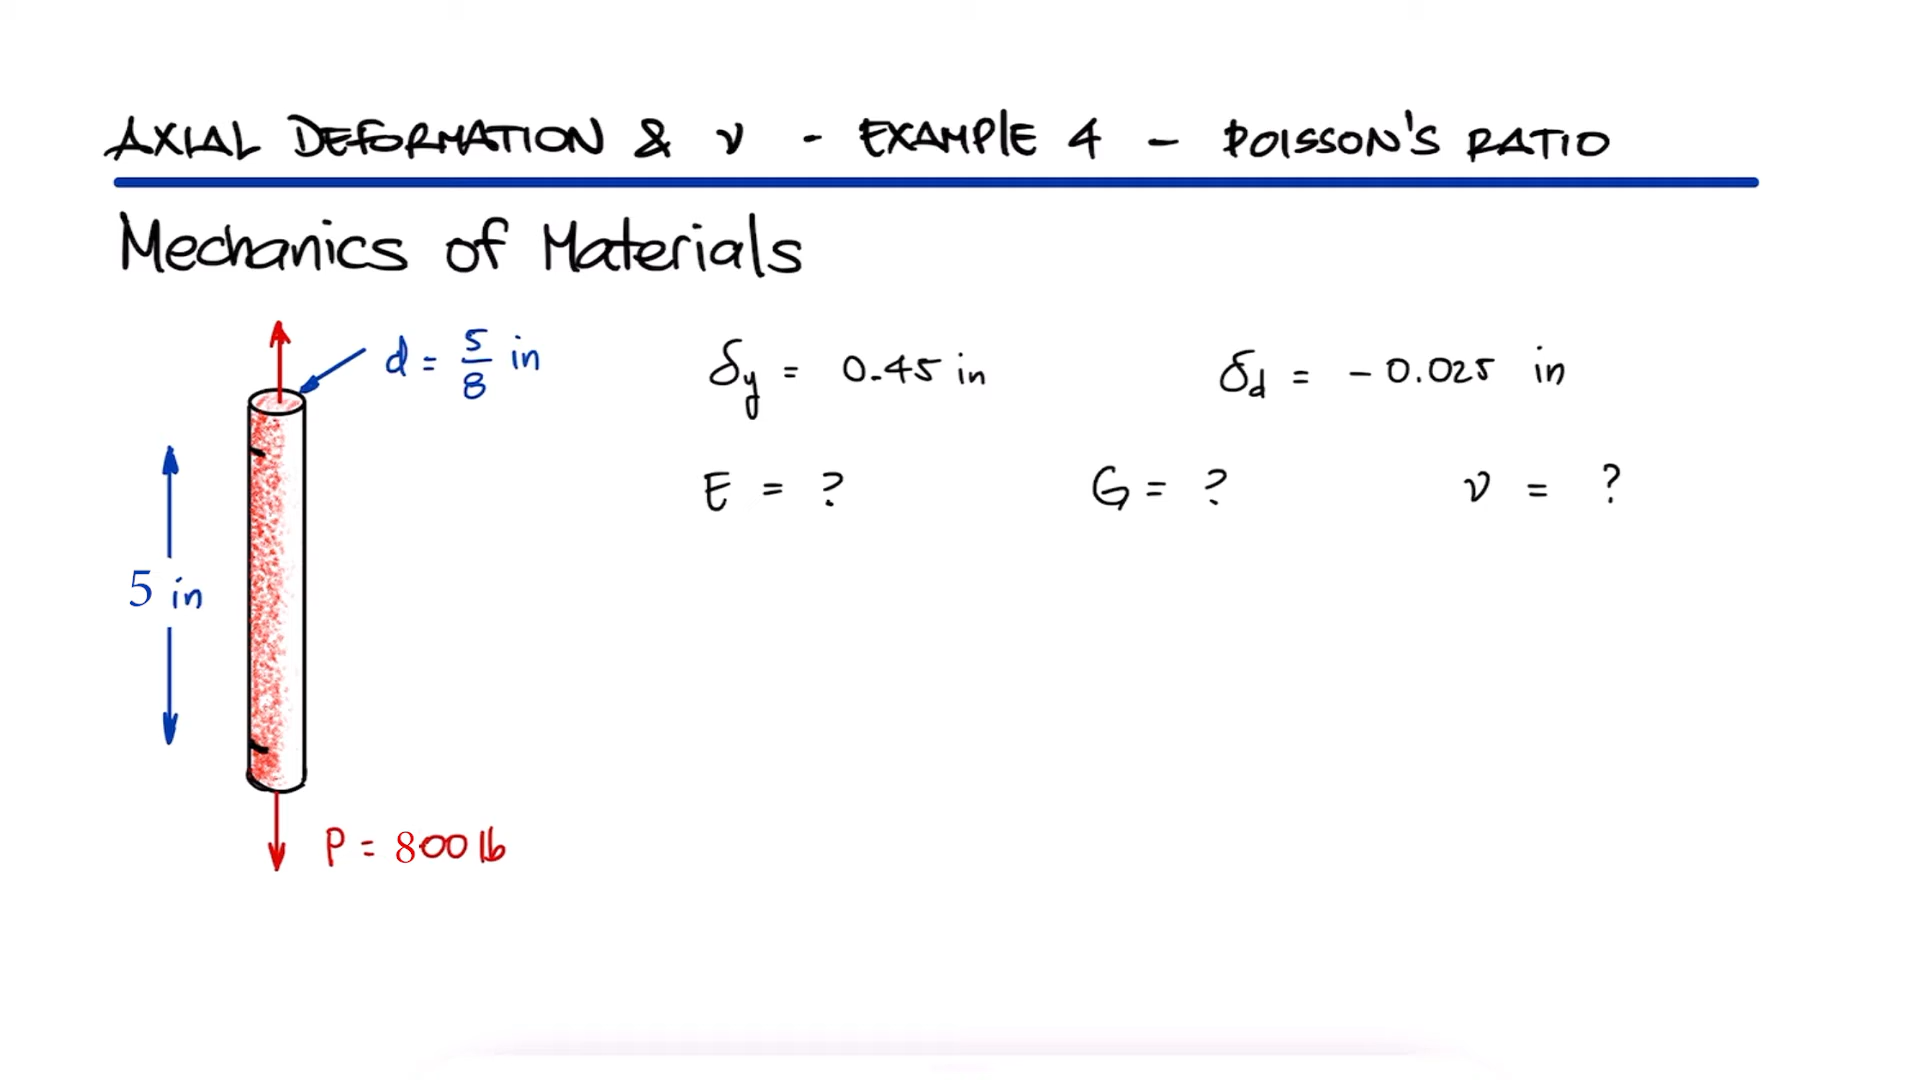 AXIAL DEFORMATION & ν - EXAMPLE 4 - POISSON'S RATIO
Mechanics of Materials
d = 5/8 in
δy = 0.45 in
δd = - 0.025 in
E = ?
G = ?
ν = ?
5 in
P = 800 lb